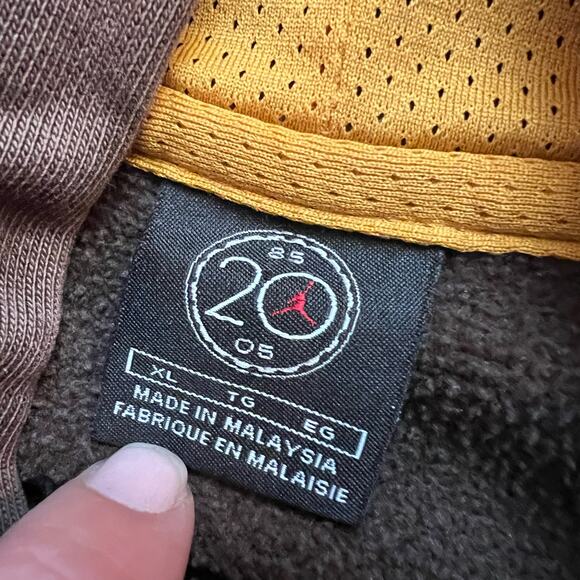 85
20
05
XL TG EG
MADE IN MALAYSIA
FABRIQUE EN MALAISIE